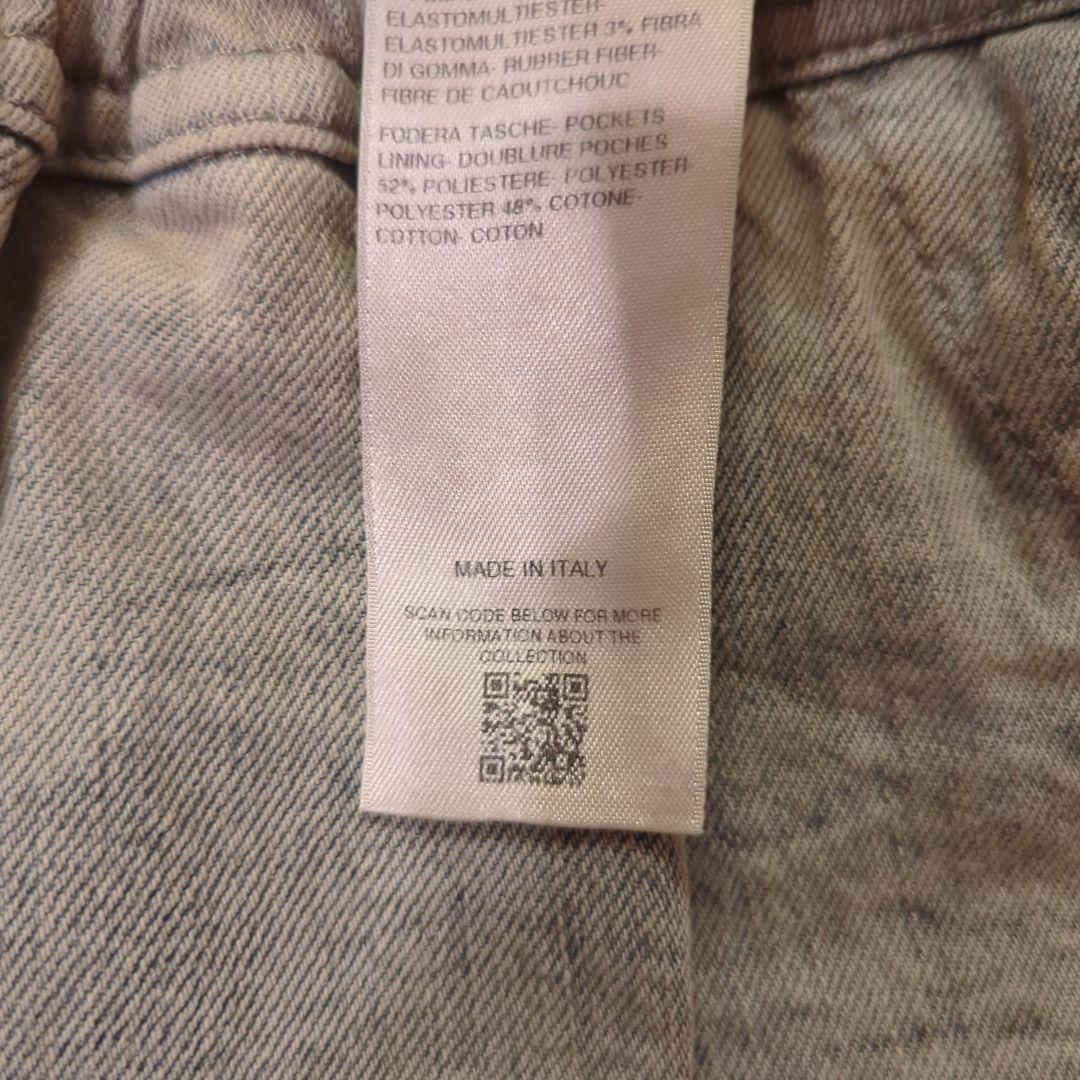 ELASTOMULTIESTER-
ELASTOMULTIESTER 3% FIBRA
DI GOMMA- RUBBER FIBER-
FIBRE DE CAOUTCHOUC
FODERA TASCHE- POCKETS
LINING- DOUBLURE POCHES
52% POLIESTERE- POLYESTER-
POLYESTER 48% COTONE-
COTTON- COTON
MADE IN ITALY
SCAN CODE BELOW FOR MORE
INFORMATION ABOUT THE
COLLECTION